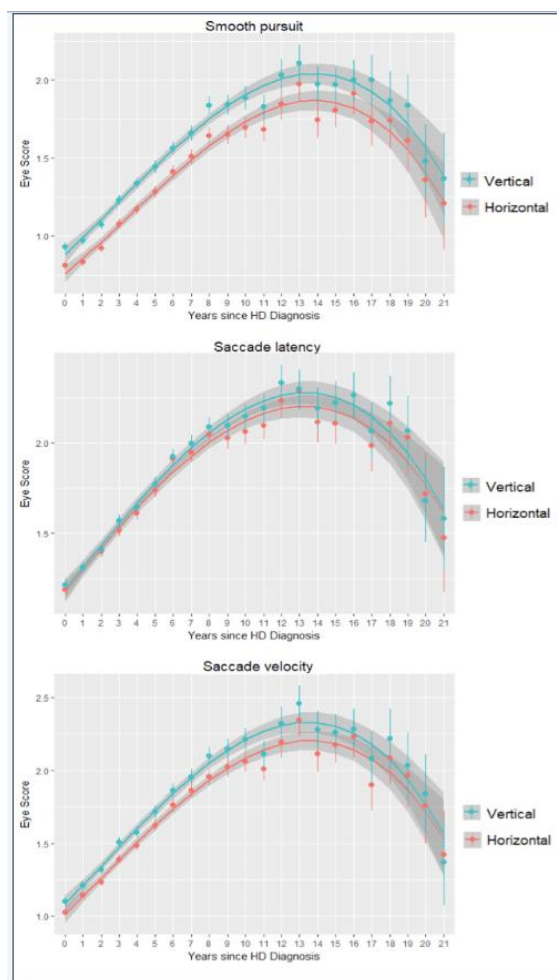 Smooth pursuit
2.0
1.5
1.0
Eye Score
0 1 2 3 4 5 6 7 8 9 10 11 12 13 14 15 16 17 18 19 20 21
Years since HD Diagnosis
Vertical
Horizontal
Saccade latency
2.0
1.5
Eye Score
0 1 2 3 4 5 6 7 8 9 10 11 12 13 14 15 16 17 18 19 20 21
Years since HD Diagnosis
Vertical
Horizontal
Saccade velocity
2.5
2.0
1.5
1.0
Eye Score
0 1 2 3 4 5 6 7 8 9 10 11 12 13 14 15 16 17 18 19 20 21
Years since HD Diagnosis
Vertical
Horizontal